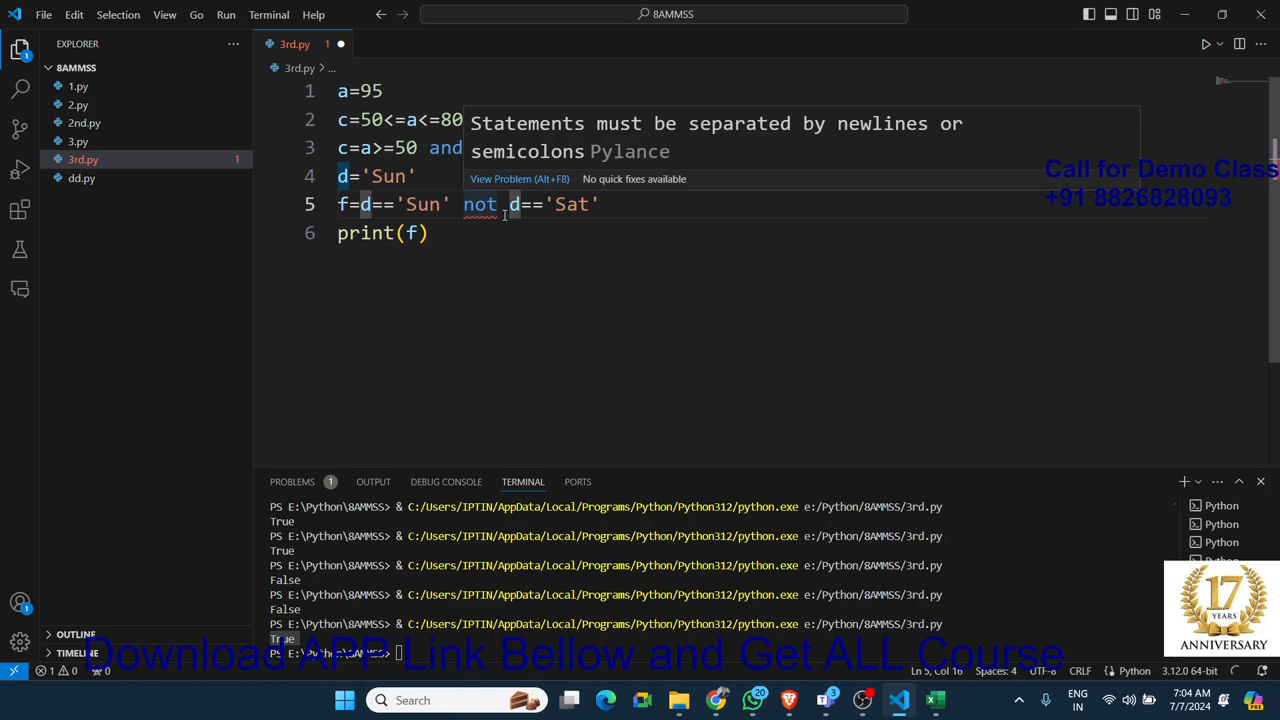 File Edit Selection View Go Run Terminal Help
8AMMSS
EXPLORER
3rd.py 1
8AMMSS
3rd.py > ...
1.py
2.py
2nd.py
3.py
3rd.py 1
dd.py
1 a=95
2 c=50<=a<=80
3 c=a>=50 and
4 d='Sun'
5 f=d=='Sun' not d=='Sat'
6 print(f)
Statements must be separated by newlines or
semicolons Pylance
View Problem (Alt+F8) No quick fixes available
Call for Demo Class
+91 8826828093
PROBLEMS 1 OUTPUT DEBUG CONSOLE TERMINAL PORTS
PS E:\Python\8AMMSS> & C:/Users/IPTIN/AppData/Local/Programs/Python/Python312/python.exe e:/Python/8AMMSS/3rd.py
True
PS E:\Python\8AMMSS> & C:/Users/IPTIN/AppData/Local/Programs/Python/Python312/python.exe e:/Python/8AMMSS/3rd.py
True
PS E:\Python\8AMMSS> & C:/Users/IPTIN/AppData/Local/Programs/Python/Python312/python.exe e:/Python/8AMMSS/3rd.py
False
PS E:\Python\8AMMSS> & C:/Users/IPTIN/AppData/Local/Programs/Python/Python312/python.exe e:/Python/8AMMSS/3rd.py
False
PS E:\Python\8AMMSS> & C:/Users/IPTIN/AppData/Local/Programs/Python/Python312/python.exe e:/Python/8AMMSS/3rd.py
True
PS E:\Python\8AMMSS>
Python
Python
Python
17
YEARS
ANNIVERSARY
OUTLINE
TIMELINE
Download APP Link Bellow and Get ALL Course
1 0 0 Ln 5, Col 16 Spaces: 4 UTF-8 CRLF Python 3.12.0 64-bit
Search
20
3
ENG
IN
7:04 AM
7/7/2024